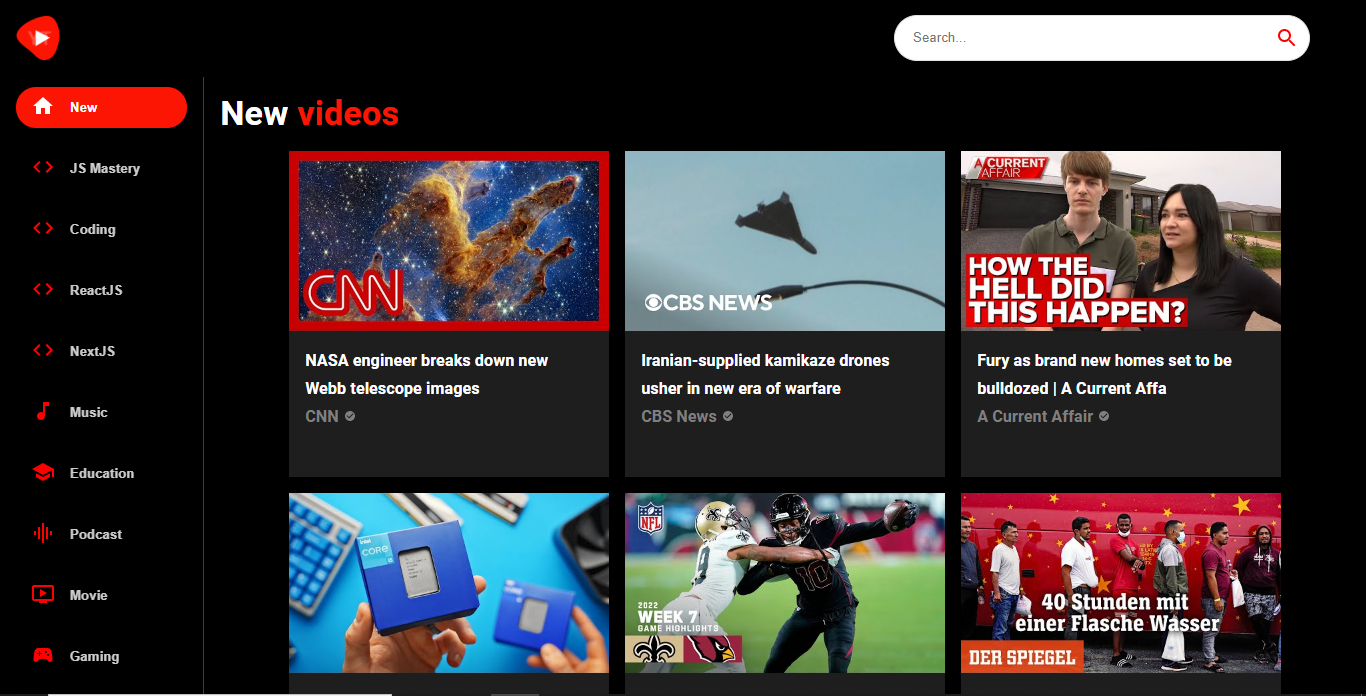 Search...
New
JS Mastery
Coding
ReactJS
NextJS
Music
Education
Podcast
Movie
Gaming
New videos
CNN
NASA engineer breaks down new
Webb telescope images
CNN
CBS NEWS
Iranian-supplied kamikaze drones
usher in new era of warfare
CBS News
A CURRENT
AFFAIR
HOW THE
HELL DID
THIS HAPPEN?
Fury as brand new homes set to be
bulldozed | A Current Affa
A Current Affair
intel
CORE
i5
NFL
9
10
2022
WEEK 7
GAME HIGHLIGHTS
40 Stunden mit
einer Flasche Wasser
DER SPIEGEL